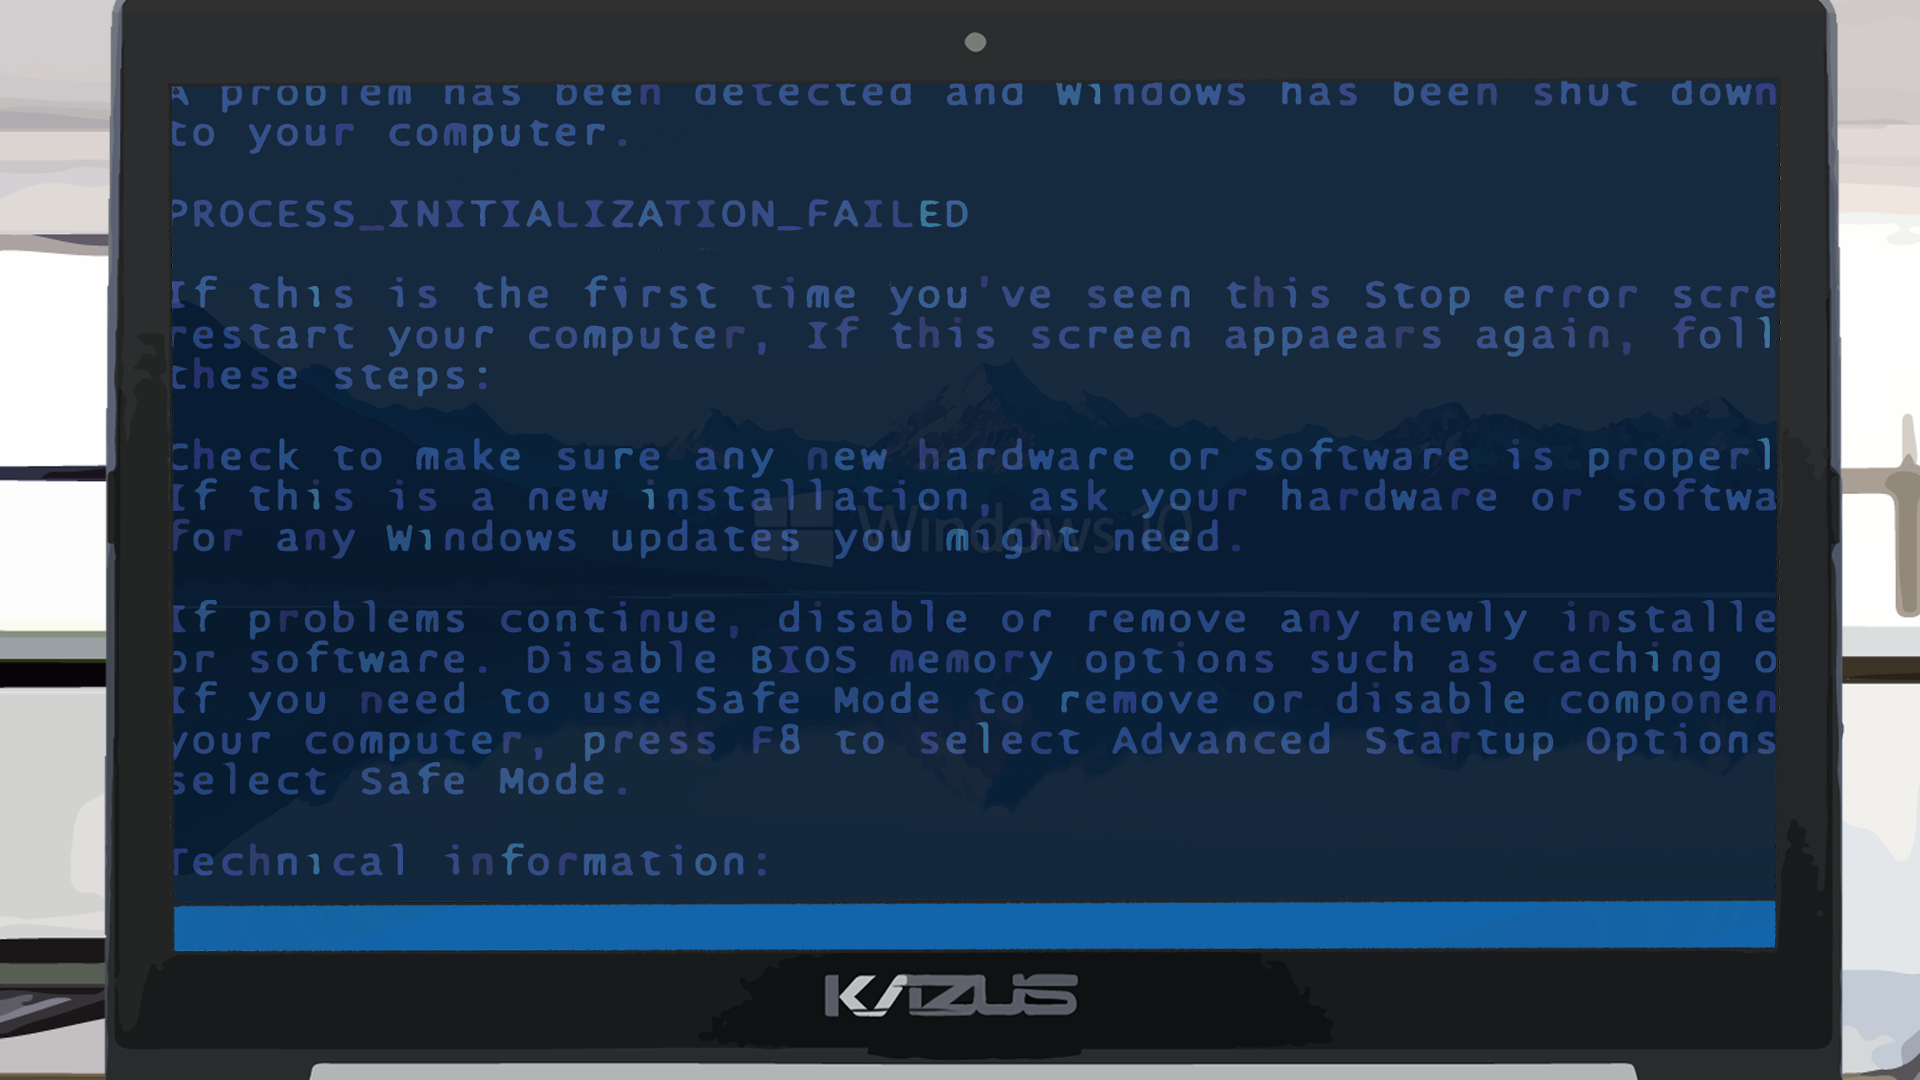 A problem has been detected and Windows has been shut down
to your computer.
PROCESS_INITIALIZATION_FAILED
If this is the first time you've seen this Stop error scre
restart your computer, If this screen appaears again, foll
these steps:
Check to make sure any new hardware or software is properl
If this is a new installation, ask your hardware or softwa
for any Windows updates you might need.
Windows 10
If problems continue, disable or remove any newly installe
or software. Disable BIOS memory options such as caching o
If you need to use Safe Mode to remove or disable componen
your computer, press F8 to select Advanced Startup Options
select Safe Mode.
Technical information:
KAIZUS